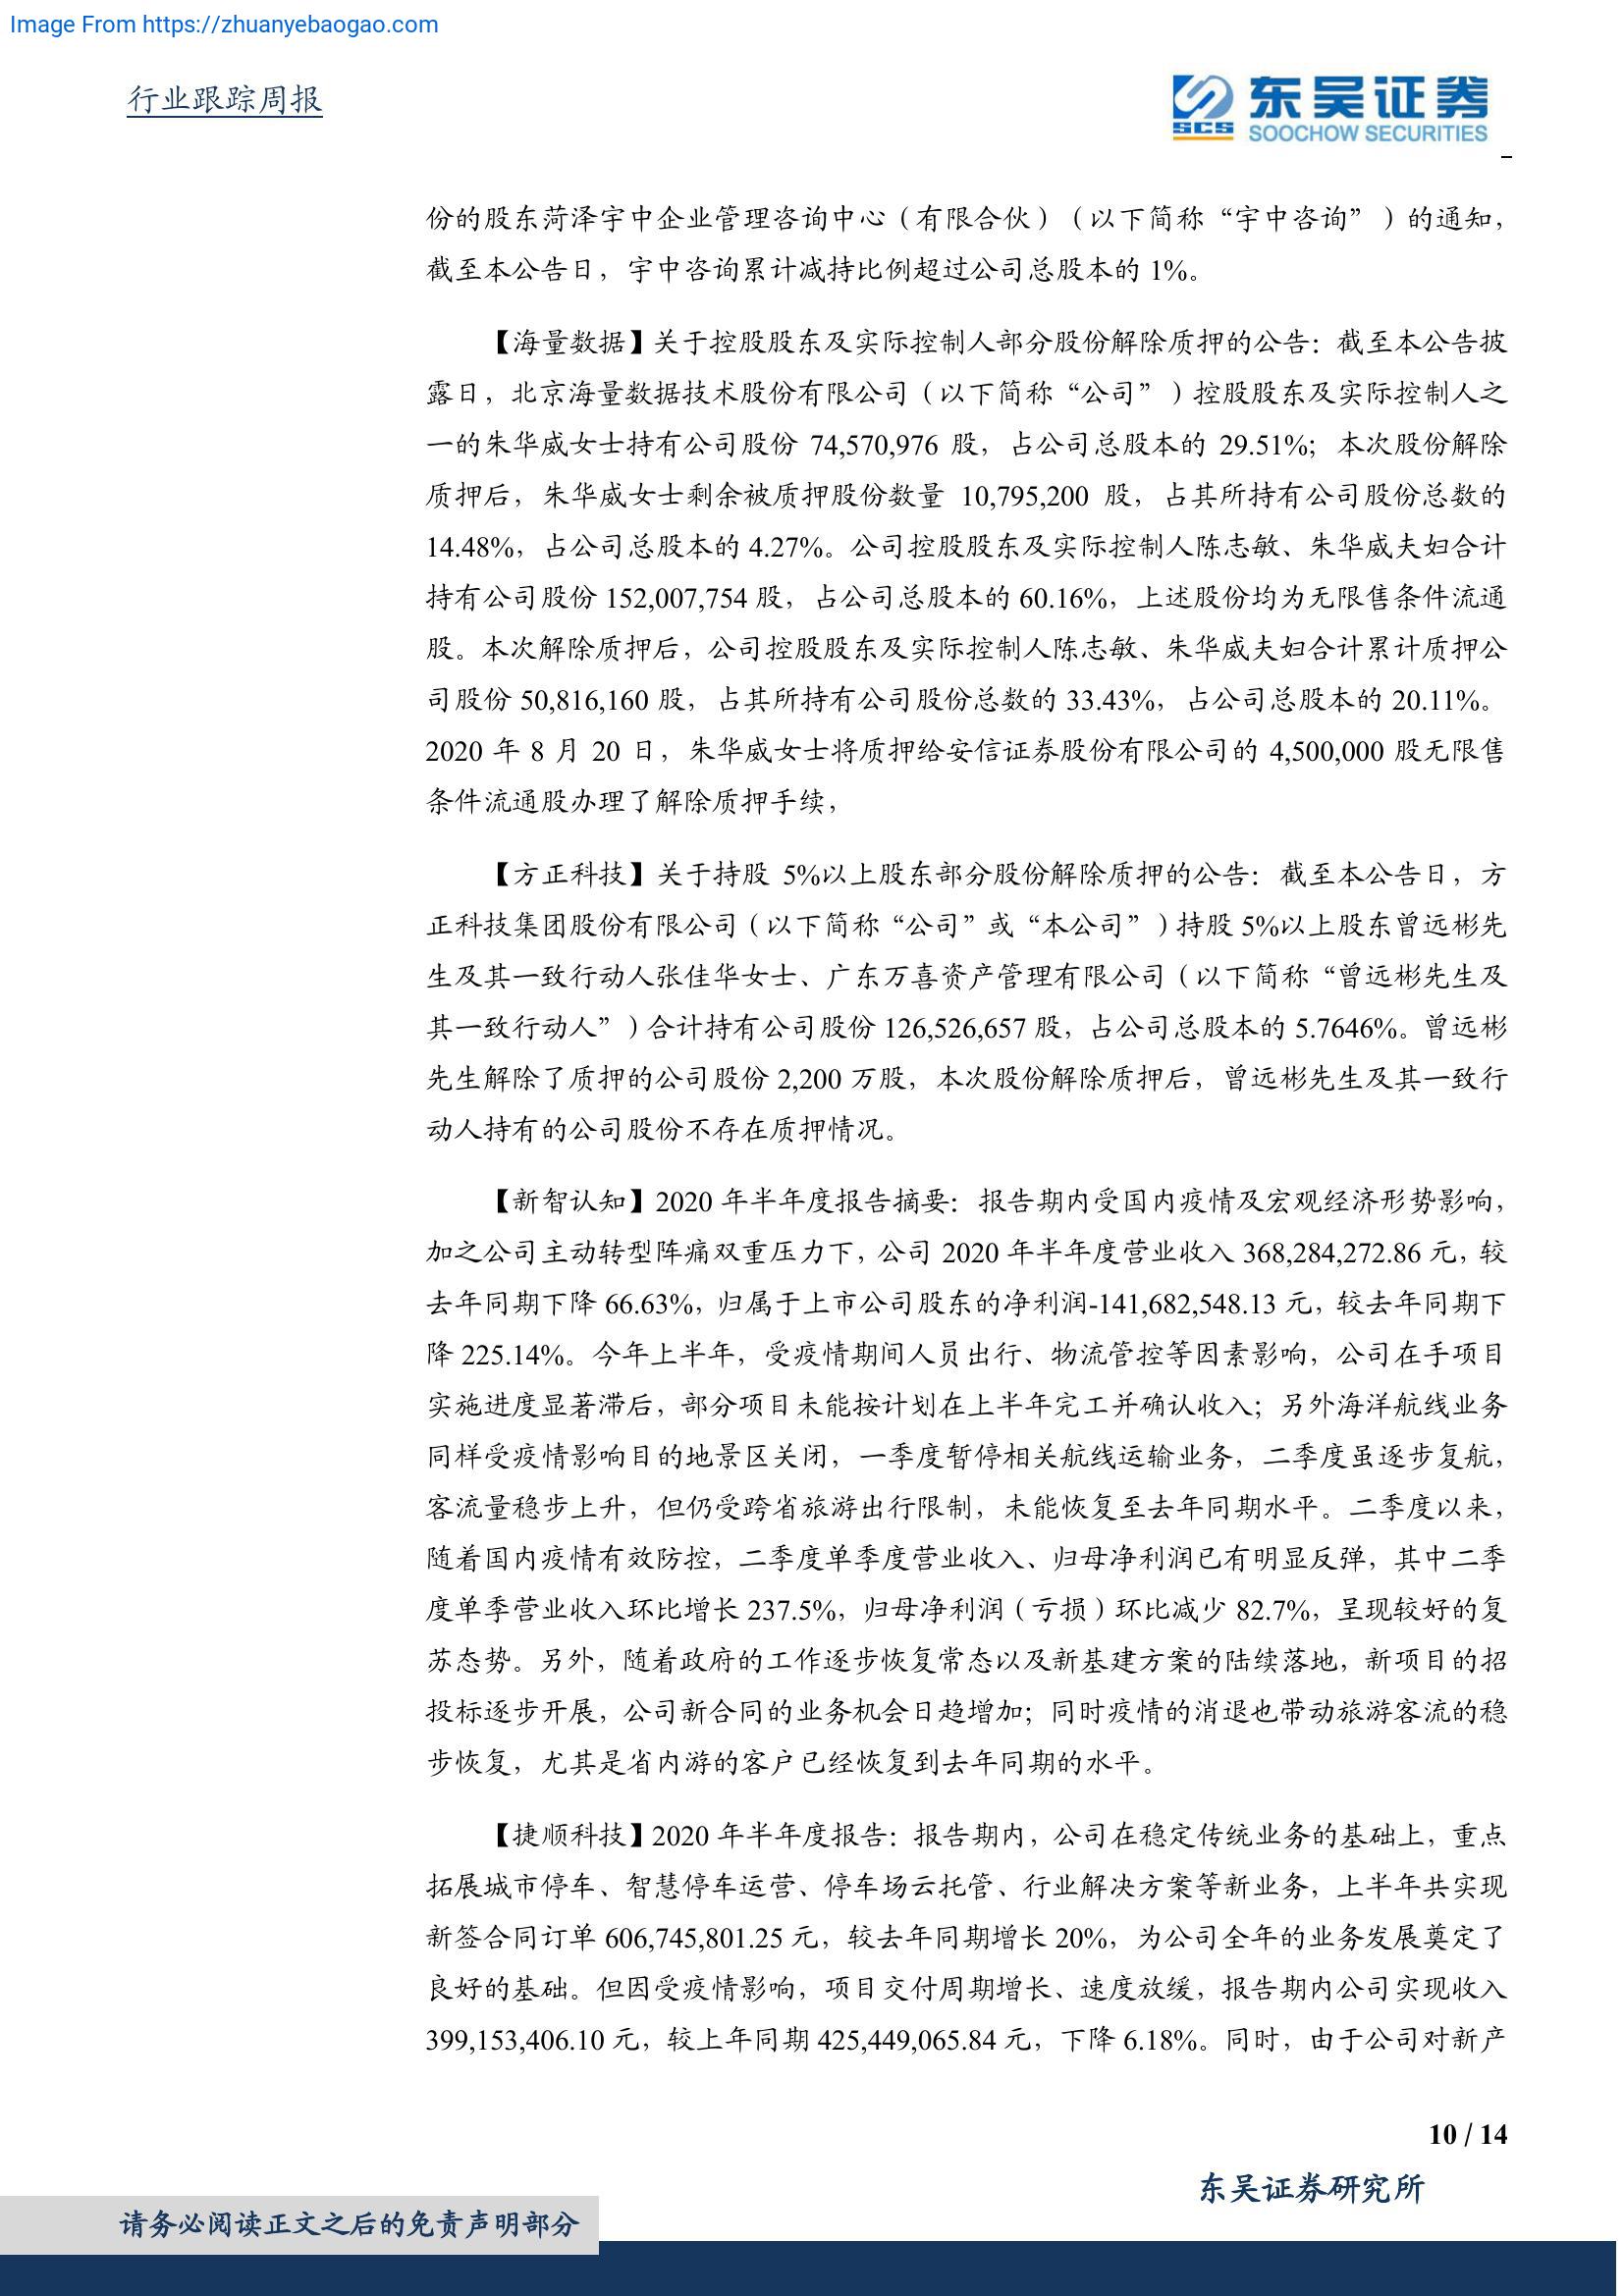 Image From https://zhuanyebaogao.com
行业跟踪周报
SCS
东吴证券
SOOCHOW SECURITIES
份的股东菏泽宇中企业管理咨询中心（有限合伙）（以下简称“宇中咨询”）的通知，
截至本公告日，宇中咨询累计减持比例超过公司总股本的 1%。
【海量数据】关于控股股东及实际控制人部分股份解除质押的公告：截至本公告披
露日，北京海量数据技术股份有限公司（以下简称“公司”）控股股东及实际控制人之
一的朱华威女士持有公司股份 74,570,976 股，占公司总股本的 29.51%；本次股份解除
质押后，朱华威女士剩余被质押股份数量 10,795,200 股，占其所持有公司股份总数的
14.48%，占公司总股本的 4.27%。公司控股股东及实际控制人陈志敏、朱华威夫妇合计
持有公司股份 152,007,754 股，占公司总股本的 60.16%，上述股份均为无限售条件流通
股。本次解除质押后，公司控股股东及实际控制人陈志敏、朱华威夫妇合计累计质押公
司股份 50,816,160 股，占其所持有公司股份总数的 33.43%，占公司总股本的 20.11%。
2020 年 8 月 20 日，朱华威女士将质押给安信证券股份有限公司的 4,500,000 股无限售
条件流通股办理了解除质押手续，
【方正科技】关于持股 5%以上股东部分股份解除质押的公告：截至本公告日，方
正科技集团股份有限公司（以下简称“公司”或“本公司”）持股 5%以上股东曾远彬先
生及其一致行动人张佳华女士、广东万喜资产管理有限公司（以下简称“曾远彬先生及
其一致行动人”）合计持有公司股份 126,526,657 股，占公司总股本的 5.7646%。曾远彬
先生解除了质押的公司股份 2,200 万股，本次股份解除质押后，曾远彬先生及其一致行
动人持有的公司股份不存在质押情况。
【新智认知】2020 年半年度报告摘要：报告期内受国内疫情及宏观经济形势影响，
加之公司主动转型阵痛双重压力下，公司 2020 年半年度营业收入 368,284,272.86 元，较
去年同期下降 66.63%，归属于上市公司股东的净利润-141,682,548.13 元，较去年同期下
降 225.14%。今年上半年，受疫情期间人员出行、物流管控等因素影响，公司在手项目
实施进度显著滞后，部分项目未能按计划在上半年完工并确认收入；另外海洋航线业务
同样受疫情影响目的地景区关闭，一季度暂停相关航线运输业务，二季度虽逐步复航，
客流量稳步上升，但仍受跨省旅游出行限制，未能恢复至去年同期水平。二季度以来，
随着国内疫情有效防控，二季度单季度营业收入、归母净利润已有明显反弹，其中二季
度单季营业收入环比增长 237.5%，归母净利润（亏损）环比减少 82.7%，呈现较好的复
苏态势。另外，随着政府的工作逐步恢复常态以及新基建方案的陆续落地，新项目的招
投标逐步开展，公司新合同的业务机会日趋增加；同时疫情的消退也带动旅游客流的稳
步恢复，尤其是省内游的客户已经恢复到去年同期的水平。
【捷顺科技】2020 年半年度报告：报告期内，公司在稳定传统业务的基础上，重点
拓展城市停车、智慧停车运营、停车场云托管、行业解决方案等新业务，上半年共实现
新签合同订单 606,745,801.25 元，较去年同期增长 20%，为公司全年的业务发展奠定了
良好的基础。但因受疫情影响，项目交付周期增长、速度放缓，报告期内公司实现收入
399,153,406.10 元，较上年同期 425,449,065.84 元，下降 6.18%。同时，由于公司对新产
10 / 14
东吴证券研究所
请务必阅读正文之后的免责声明部分